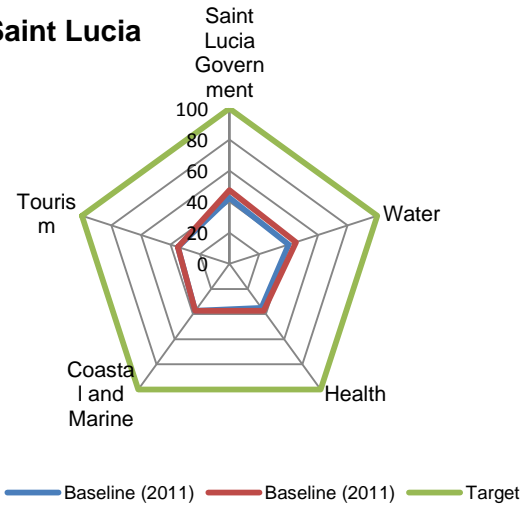 Saint Lucia
Saint
Lucia
Govern
ment
100
80
60
40
20
0
Water
Health
Coasta
l and
Marine
Touris
m
Baseline (2011) Baseline (2011) Target